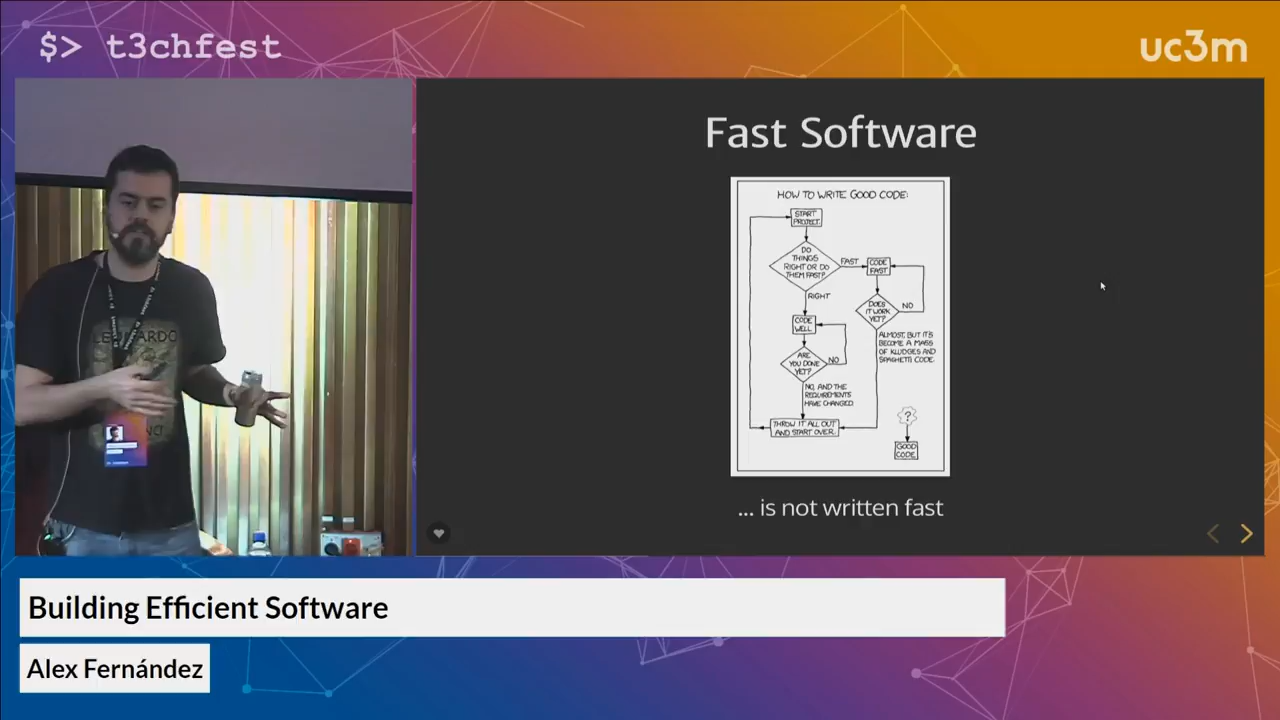 $> t3chfest
uc3m
LEONARDO
Fast Software
HOW TO WRITE GOOD CODE:
START
PROJECT.
DO
THINGS
RIGHT OR DO
THEM FAST?
FAST
CODE
FAST
RIGHT
DOES
IT WORK
YET?
NO
CODE
WELL
ALMOST, BUT IT'S
BECOME A MASS
OF KLUDGES AND
SPAGHETTI CODE.
ARE
YOU DONE
YET?
NO
NO, AND THE
REQUIREMENTS
HAVE CHANGED.
THROW IT ALL OUT
AND START OVER.
?
GOOD
CODE
... is not written fast
Building Efficient Software
Alex Fernández